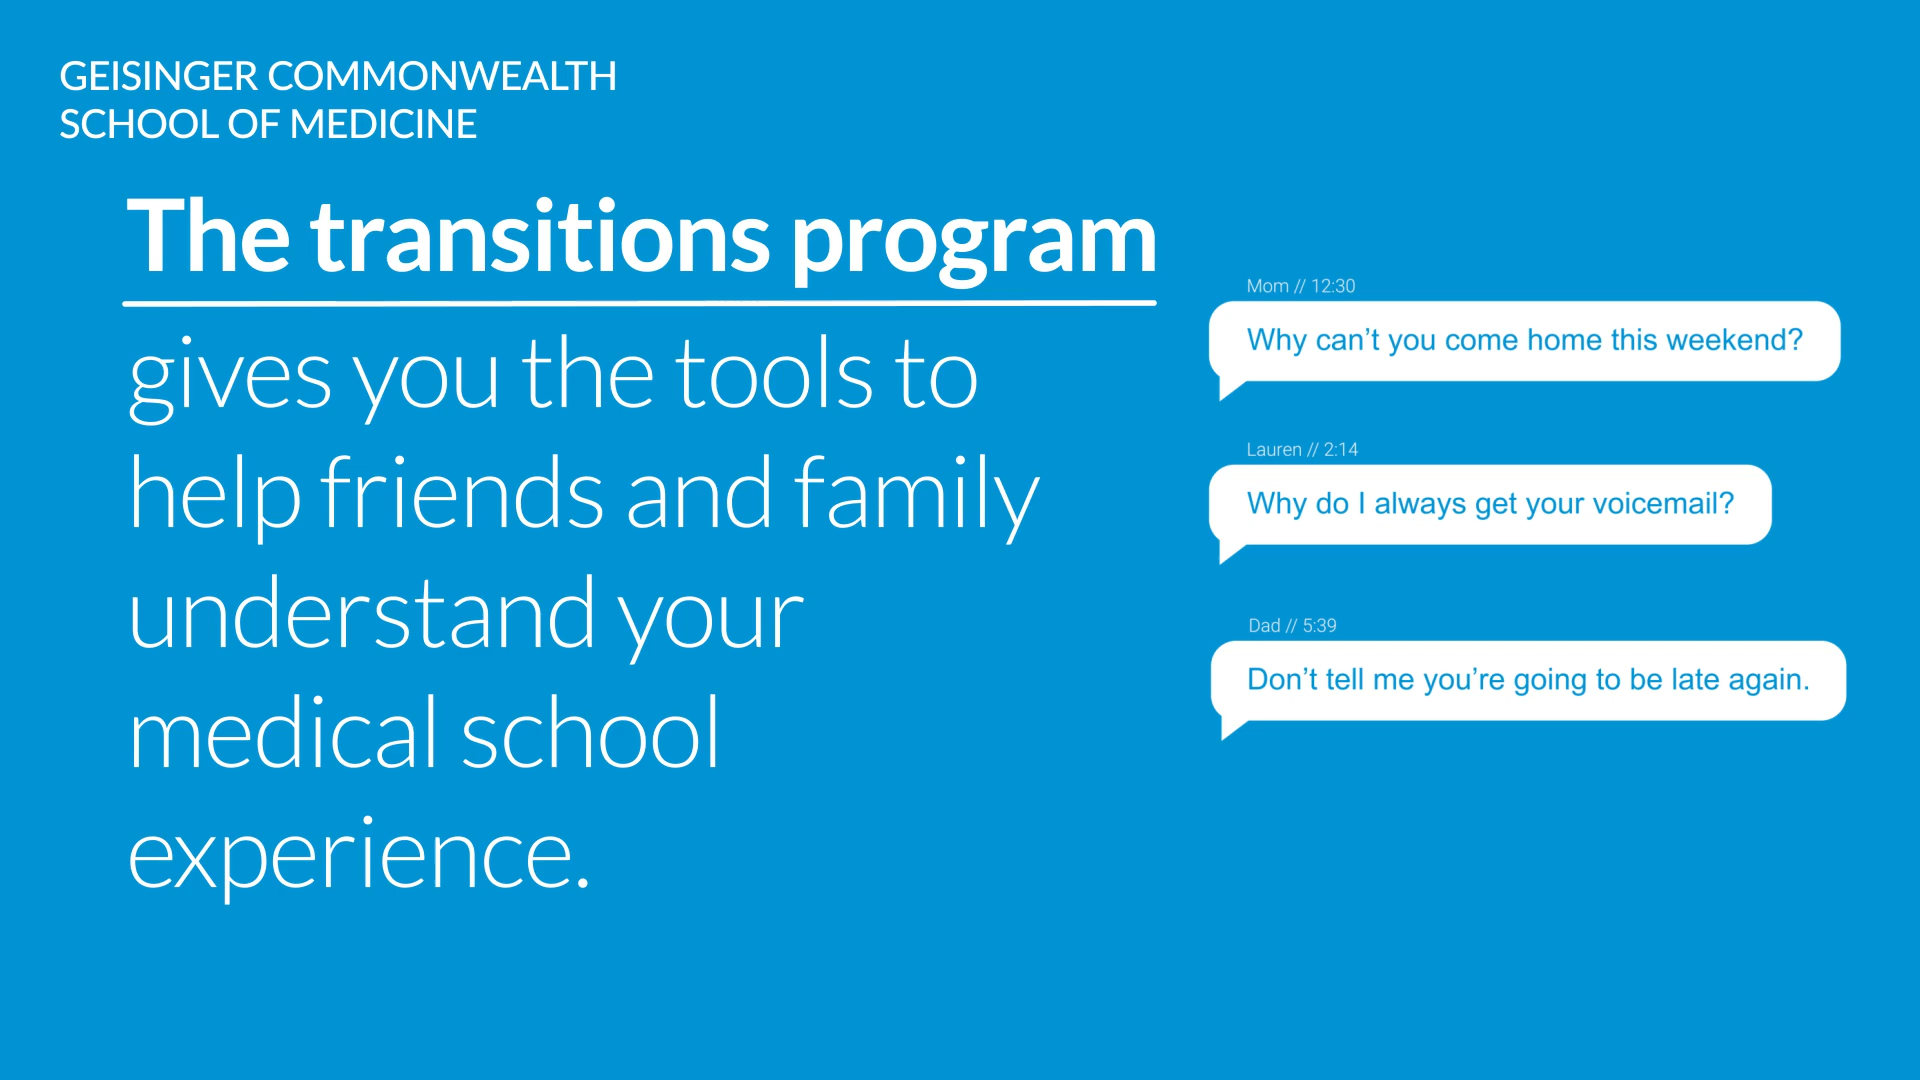 GEISINGER COMMONWEALTH
SCHOOL OF MEDICINE
The transitions program
gives you the tools to
help friends and family
understand your
medical school
experience.
Mom // 12:30
Why can’t you come home this weekend?
Lauren // 2:14
Why do I always get your voicemail?
Dad // 5:39
Don’t tell me you’re going to be late again.